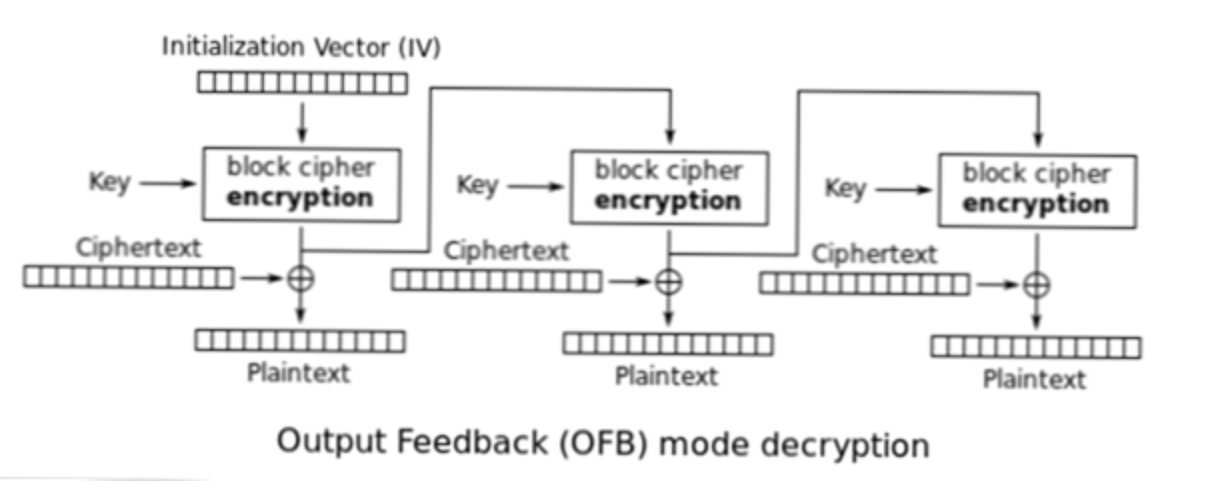 Initialization Vector (IV)
Key
block cipher
encryption
Ciphertext
Plaintext
Key
block cipher
encryption
Ciphertext
Plaintext
Key
block cipher
encryption
Ciphertext
Plaintext
Output Feedback (OFB) mode decryption